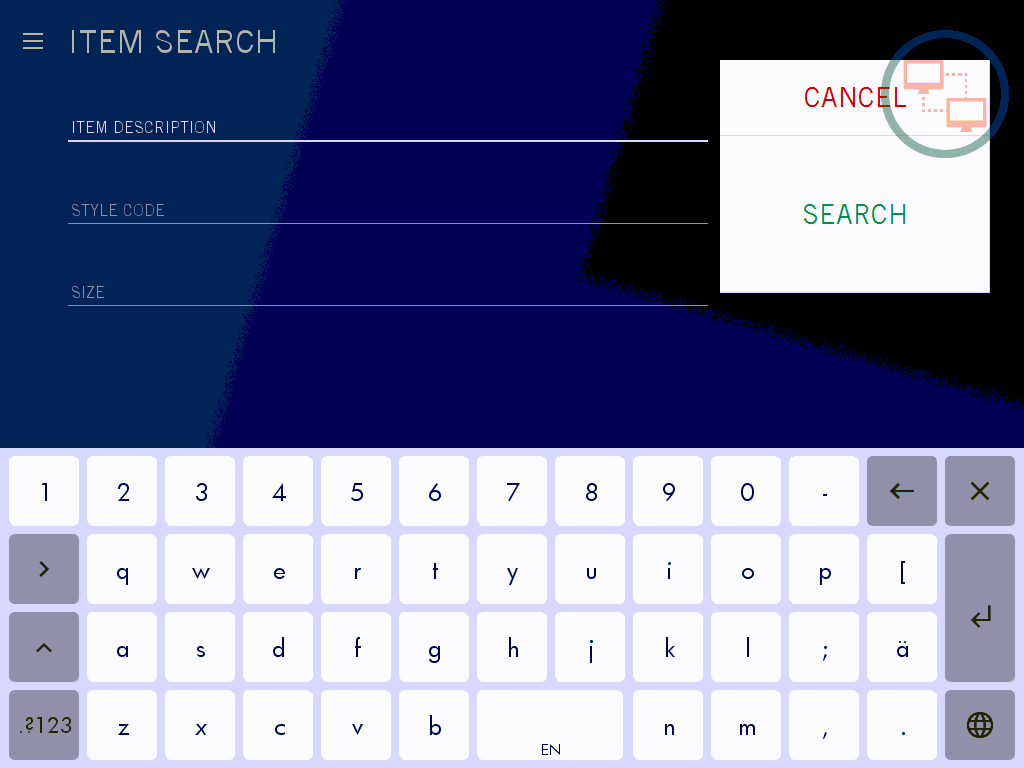 ITEM SEARCH
CANCEL
ITEM DESCRIPTION
STYLE CODE
SEARCH
SIZE
1 2 3 4 5 6 7 8 9 0 -
q w e r t y u i o p [
a s d f g h j k l ; ä
.?123 z x c v b EN n m , .